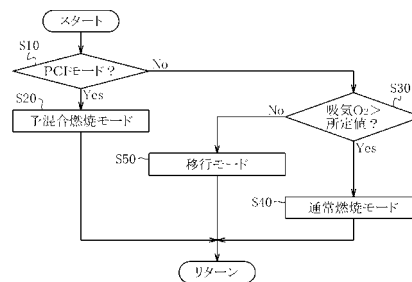 スタート
S10
PCIモード？
No
Yes
S20
予混合燃焼モード
S30
吸気O₂＞
所定値？
No
Yes
S50
移行モード
S40
通常燃焼モード
リターン